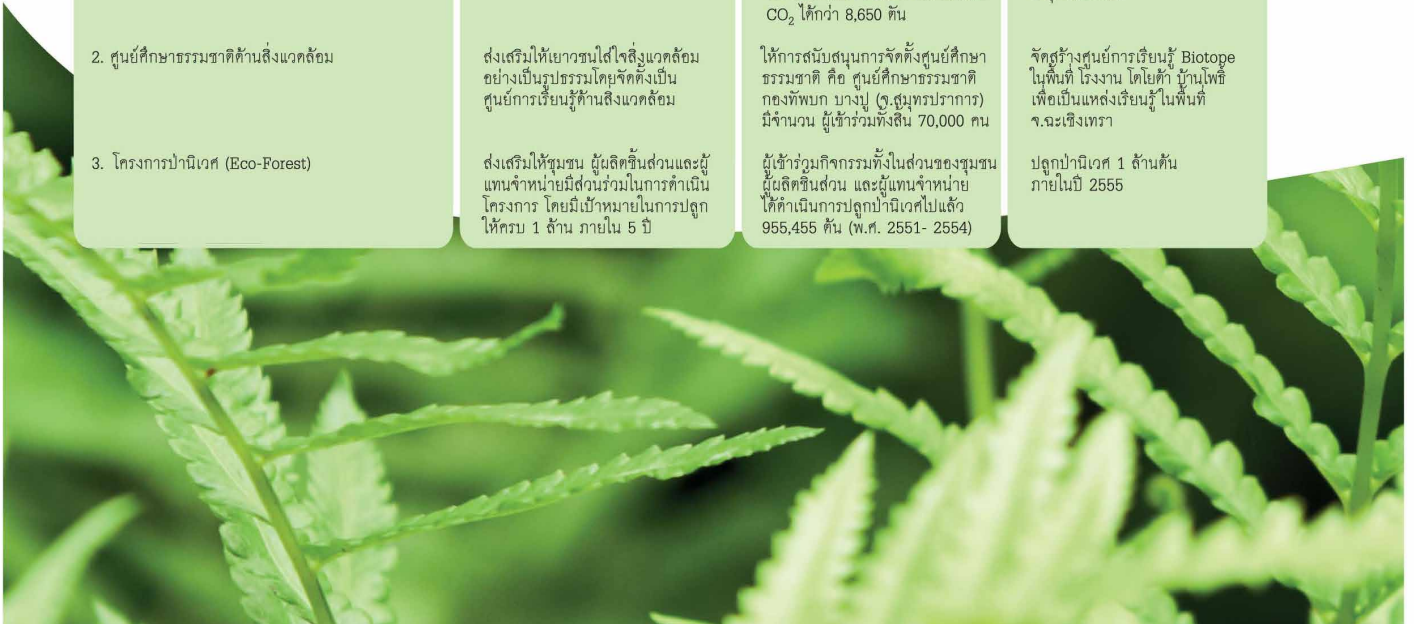 CO₂ ได้กว่า 8,650 ตัน
2. ศูนย์ศึกษาธรรมชาติด้านสิ่งแวดล้อม
ส่งเสริมให้เยาวชนใส่ใจสิ่งแวดล้อม
อย่างเป็นรูปธรรมโดยจัดตั้งเป็น
ศูนย์การเรียนรู้ด้านสิ่งแวดล้อม
ให้การสนับสนุนการจัดตั้งศูนย์ศึกษา
ธรรมชาติ คือ ศูนย์ศึกษาธรรมชาติ
กองทัพบก บางปู (จ.สมุทรปราการ)
มีจำนวน ผู้เข้าร่วมทั้งสิ้น 70,000 คน
จัดสร้างศูนย์การเรียนรู้ Biotope
ในพื้นที่ โรงงาน โตโยต้า บ้านโพธิ์
เพื่อเป็นแหล่งเรียนรู้ในพื้นที่
จ.ฉะเชิงเทรา
3. โครงการป่านิเวศ (Eco-Forest)
ส่งเสริมให้ชุมชน ผู้ผลิตชิ้นส่วนและผู้
แทนจำหน่ายมีส่วนร่วมในการดำเนิน
โครงการ โดยมีเป้าหมายในการปลูก
ให้ครบ 1 ล้าน ภายใน 5 ปี
ผู้เข้าร่วมกิจกรรมทั้งในส่วนของชุมชน
ผู้ผลิตชิ้นส่วน และผู้แทนจำหน่าย
ได้ดำเนินการปลูกป่านิเวศไปแล้ว
955,455 ต้น (พ.ศ. 2551- 2554)
ปลูกป่านิเวศ 1 ล้านต้น
ภายในปี 2555